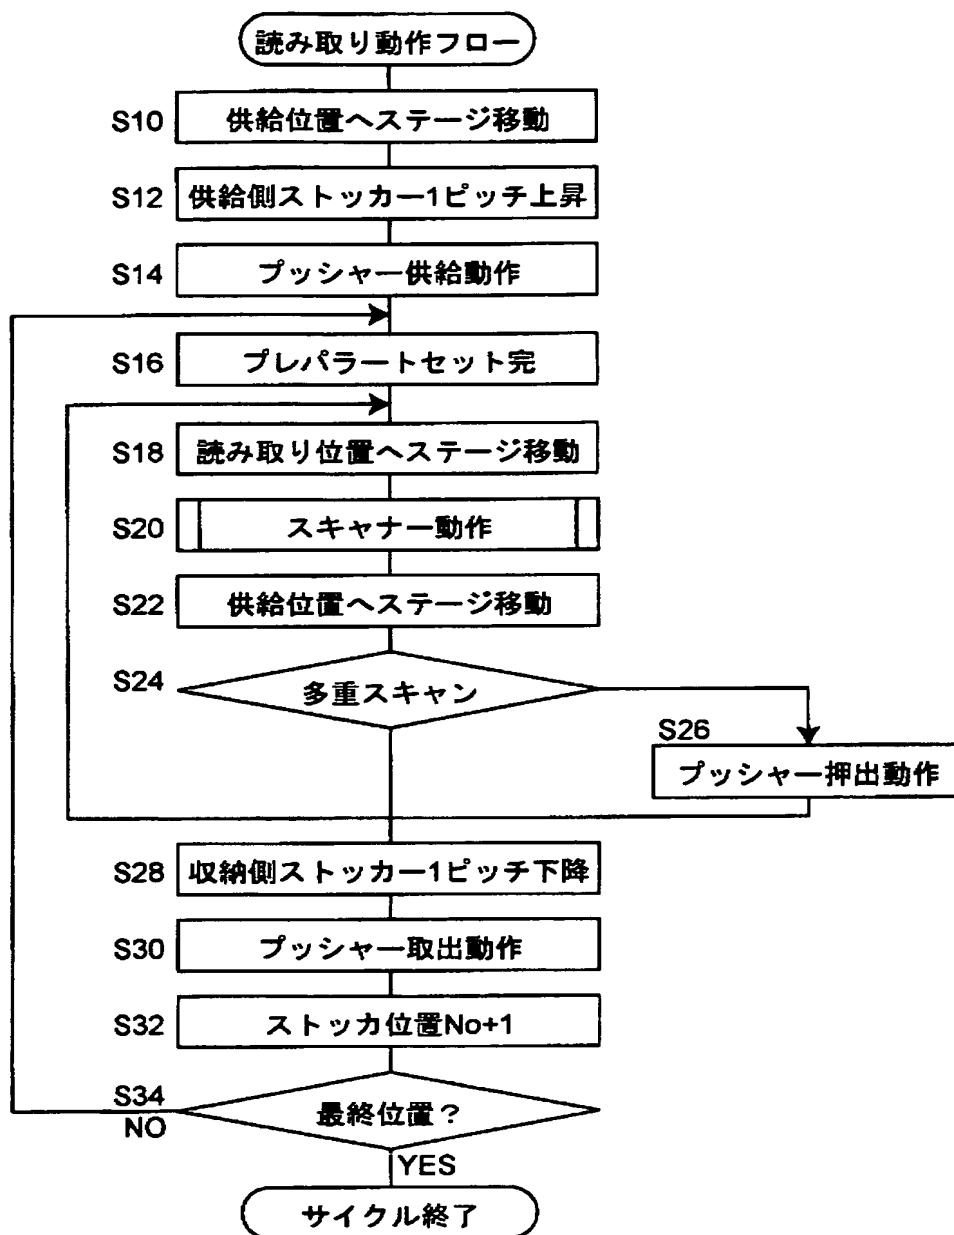 読み取り動作フロー
S10 供給位置へステージ移動
S12 供給側ストッカー1ピッチ上昇
S14 プッシャー供給動作
S16 プレパラートセット完
S18 読み取り位置へステージ移動
S20 スキャナー動作
S22 供給位置へステージ移動
S24 多重スキャン
S26
プッシャー押出動作
S28 収納側ストッカー1ピッチ下降
S30 プッシャー取出動作
S32 ストッカ位置No+1
S34 最終位置?
NO
YES
サイクル終了